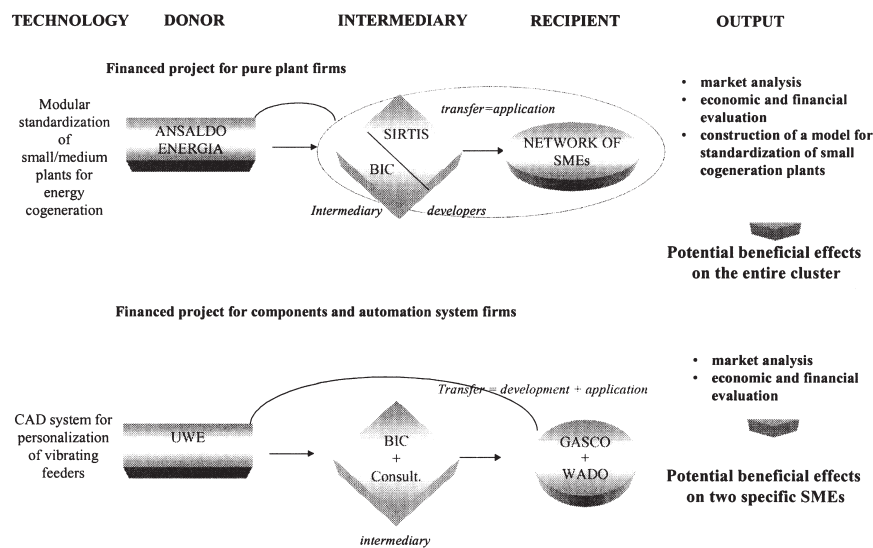 TECHNOLOGY DONOR INTERMEDIARY RECIPIENT OUTPUT
Financed project for pure plant firms
Modular
standardization
of
small/medium
plants for
energy
cogeneration
ANSALDO
ENERGIA
SIRTIS
BIC
Intermediary
developers
transfer=application
NETWORK OF
SMEs
• market analysis
• economic and financial
evaluation
• construction of a model for
standardization of small
cogeneration plants
Potential beneficial effects
on the entire cluster
Financed project for components and automation system firms
CAD system for
personalization
of vibrating
feeders
UWE
BIC
+
Consult.
intermediary
Transfer = development + application
GASCO
+
WADO
• market analysis
• economic and financial
evaluation
Potential beneficial effects
on two specific SMEs